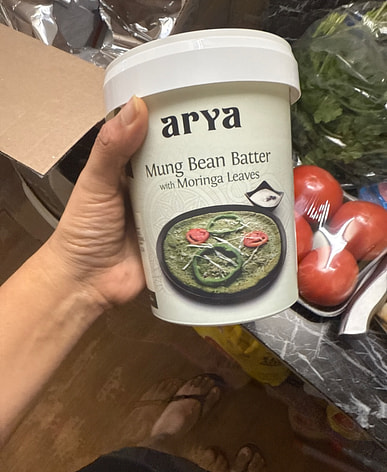 arya
Mung Bean Batter
with Moringa Leaves